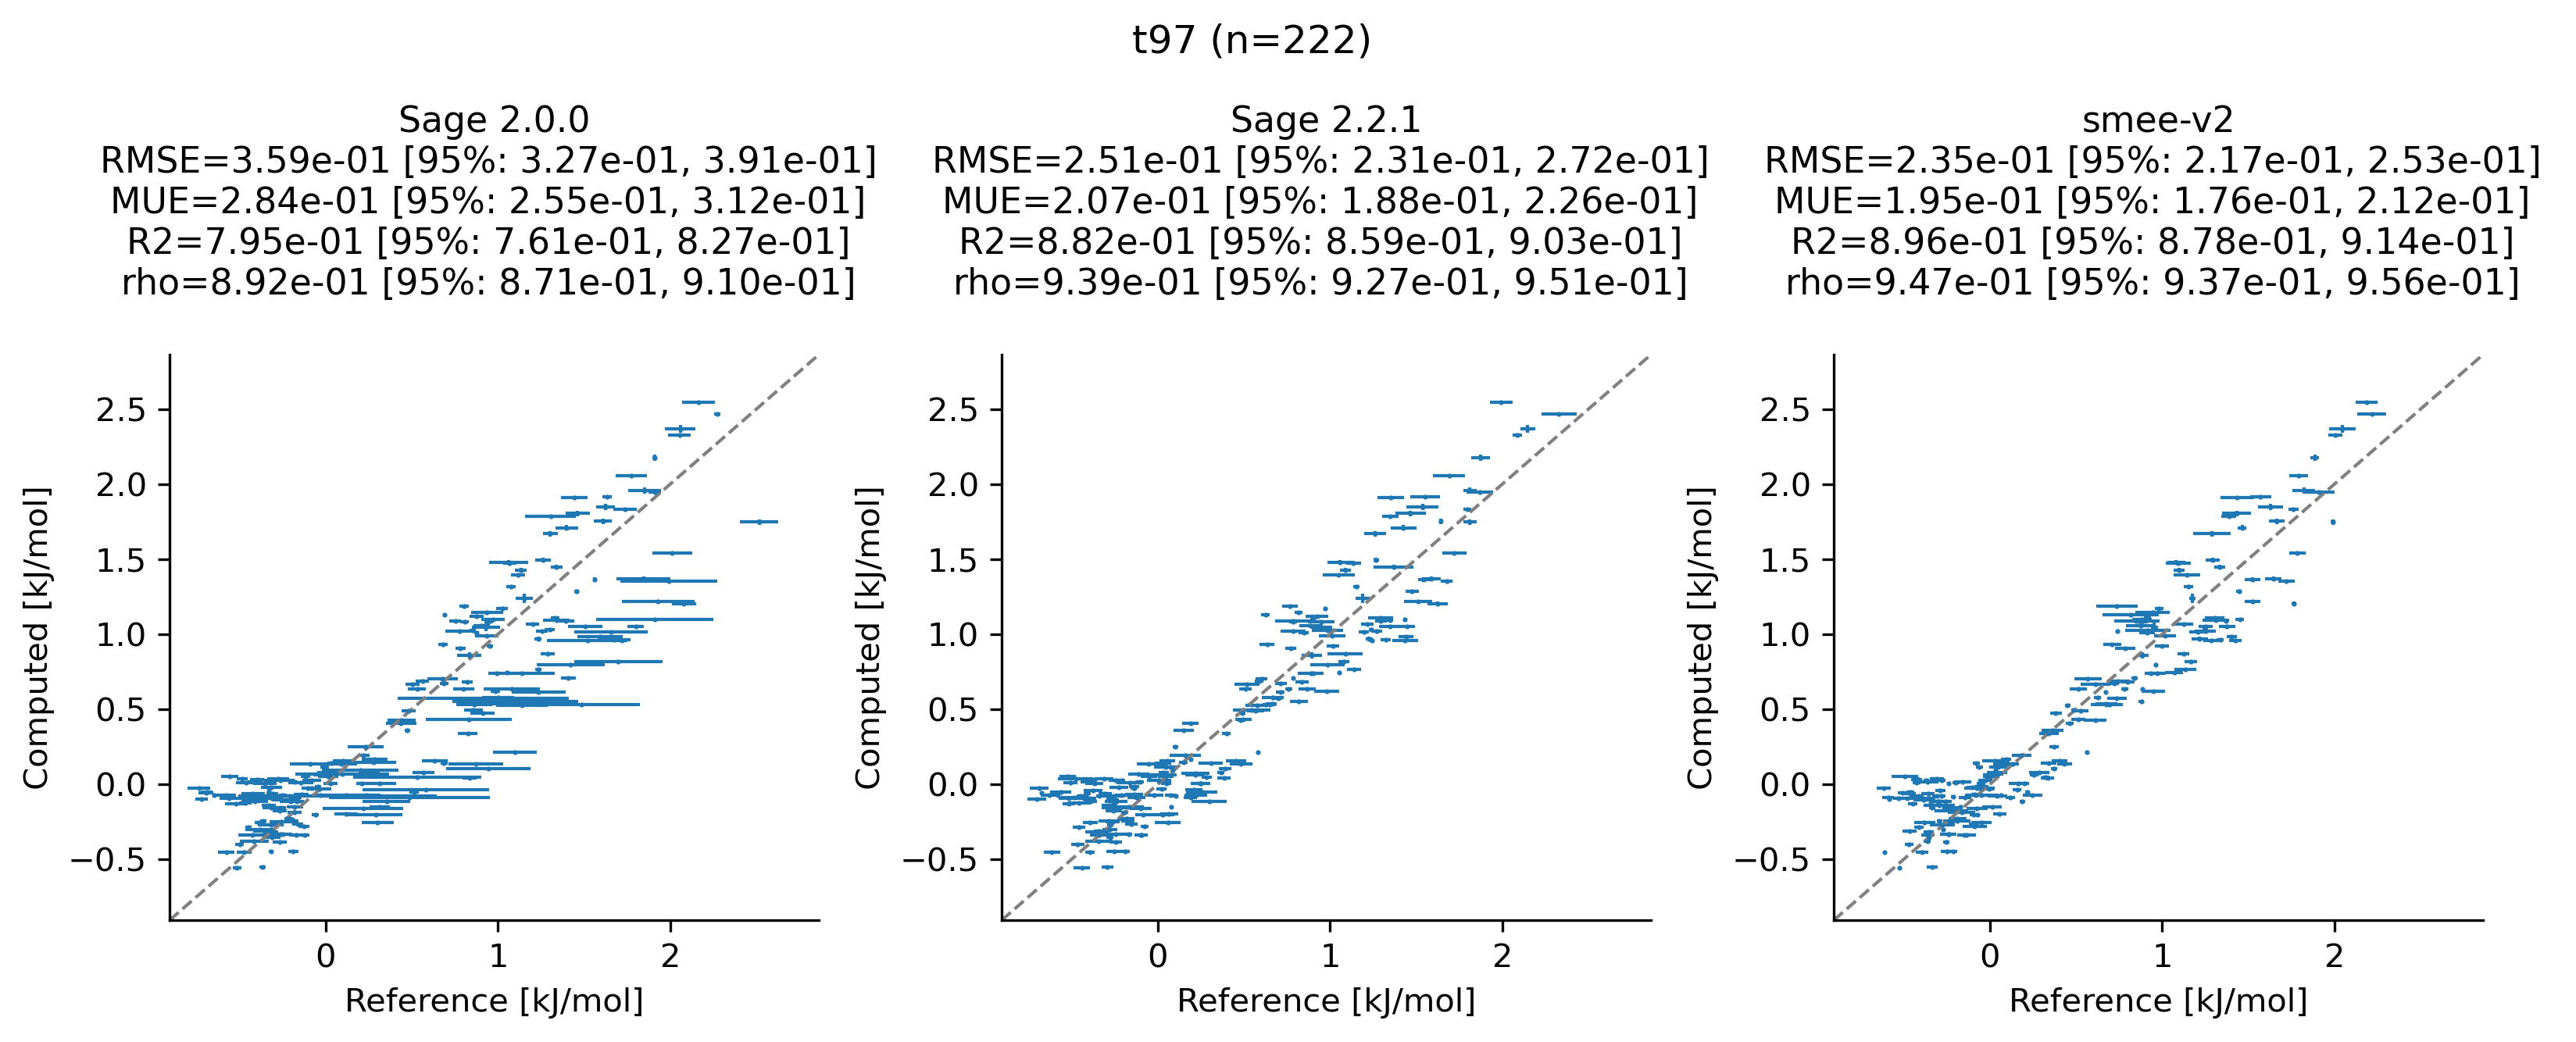 t97 (n=222)
Sage 2.0.0
RMSE=3.59e-01 [95%: 3.27e-01, 3.91e-01]
MUE=2.84e-01 [95%: 2.55e-01, 3.12e-01]
R2=7.95e-01 [95%: 7.61e-01, 8.27e-01]
rho=8.92e-01 [95%: 8.71e-01, 9.10e-01]
Computed [kJ/mol]
2.5
2.0
1.5
1.0
0.5
0.0
−0.5
0 1 2
Reference [kJ/mol]
Sage 2.2.1
RMSE=2.51e-01 [95%: 2.31e-01, 2.72e-01]
MUE=2.07e-01 [95%: 1.88e-01, 2.26e-01]
R2=8.82e-01 [95%: 8.59e-01, 9.03e-01]
rho=9.39e-01 [95%: 9.27e-01, 9.51e-01]
Computed [kJ/mol]
2.5
2.0
1.5
1.0
0.5
0.0
−0.5
0 1 2
Reference [kJ/mol]
smee-v2
RMSE=2.35e-01 [95%: 2.17e-01, 2.53e-01]
MUE=1.95e-01 [95%: 1.76e-01, 2.12e-01]
R2=8.96e-01 [95%: 8.78e-01, 9.14e-01]
rho=9.47e-01 [95%: 9.37e-01, 9.56e-01]
Computed [kJ/mol]
2.5
2.0
1.5
1.0
0.5
0.0
−0.5
0 1 2
Reference [kJ/mol]